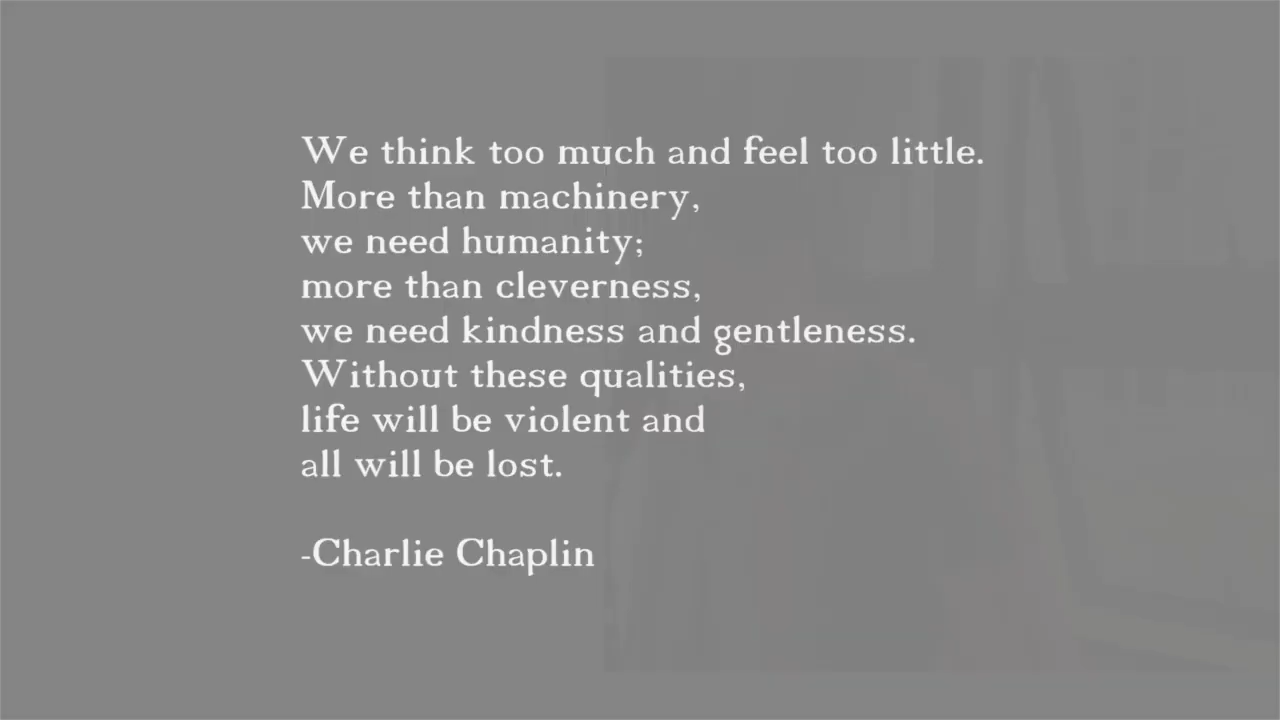 We think too much and feel too little.
More than machinery,
we need humanity;
more than cleverness,
we need kindness and gentleness.
Without these qualities,
life will be violent and
all will be lost.
-Charlie Chaplin